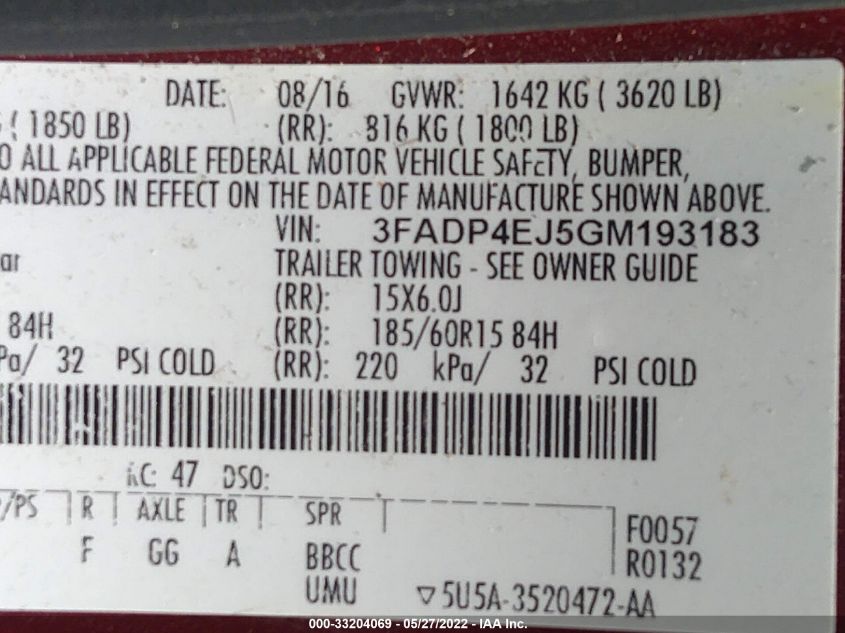 DATE: 08/16 GVWR: 1642 KG ( 3620 LB)
( 1850 LB) (RR): 816 KG ( 1800 LB)
O ALL APPLICABLE FEDERAL MOTOR VEHICLE SAFETY, BUMPER,
ANDARDS IN EFFECT ON THE DATE OF MANUFACTURE SHOWN ABOVE.
VIN: 3FADP4EJ5GM193183
ar TRAILER TOWING - SEE OWNER GUIDE
(RR): 15X6.0J
84H (RR): 185/60R15 84H
Pa/ 32 PSI COLD (RR): 220 kPa/ 32 PSI COLD
RC: 47 DSO:
/PS R AXLE TR SPR
F GG A BBCC
UMU
F0057
R0132
▽5U5A-3520472-AA
000-33204069 - 05/27/2022 - IAA Inc.